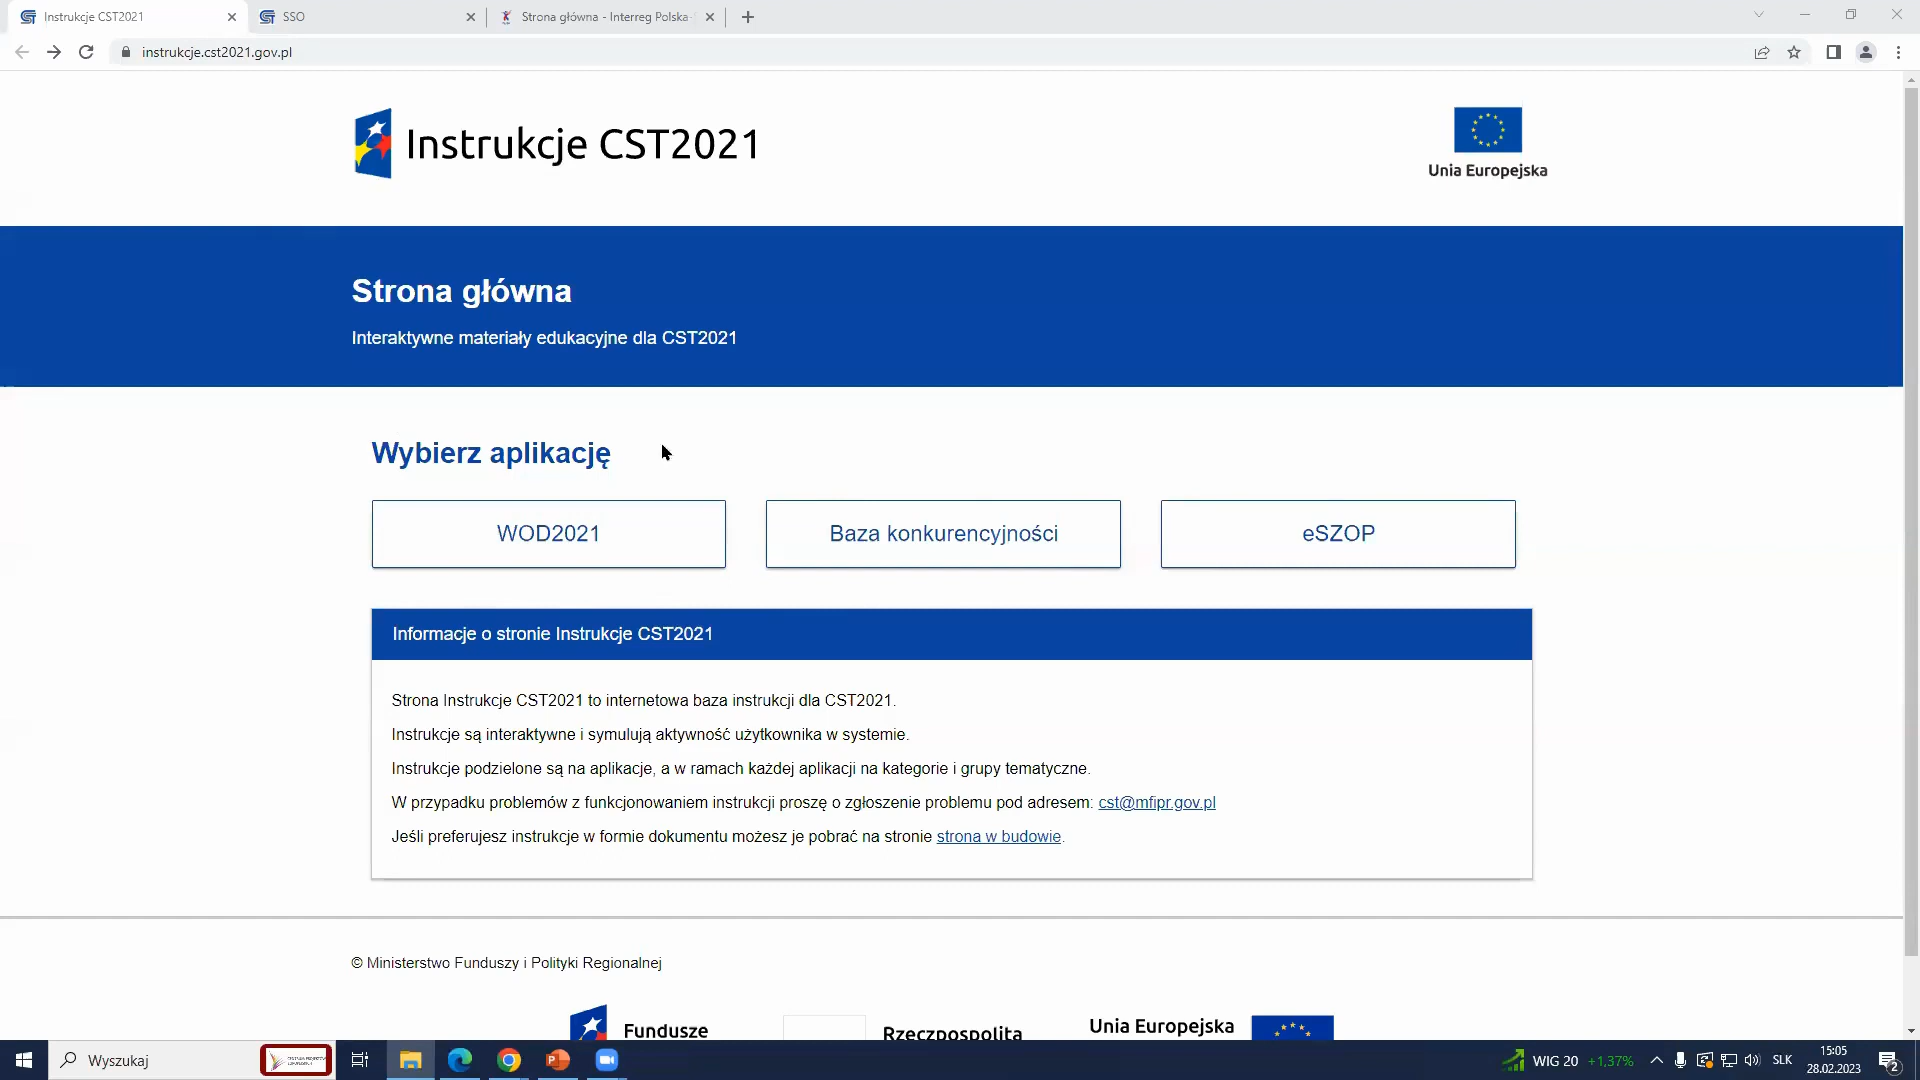 Instrukcje CST2021
SSO
Strona główna - Interreg Polska
instrukcje.cst2021.gov.pl
Instrukcje CST2021
Unia Europejska
Strona główna
Interaktywne materiały edukacyjne dla CST2021
Wybierz aplikację
WOD2021
Baza konkurencyjności
eSZOP
Informacje o stronie Instrukcje CST2021
Strona Instrukcje CST2021 to internetowa baza instrukcji dla CST2021.
Instrukcje są interaktywne i symulują aktywność użytkownika w systemie.
Instrukcje podzielone są na aplikacje, a w ramach każdej aplikacji na kategorie i grupy tematyczne.
W przypadku problemów z funkcjonowaniem instrukcji proszę o zgłoszenie problemu pod adresem: cst@mfipr.gov.pl
Jeśli preferujesz instrukcje w formie dokumentu możesz je pobrać na stronie strona w budowie.
© Ministerstwo Funduszy i Polityki Regionalnej
Fundusze
Rzeczpospolita
Unia Europejska
Wyszukaj
WIG 20 +1,37%
SLK
15:05
28.02.2023
2